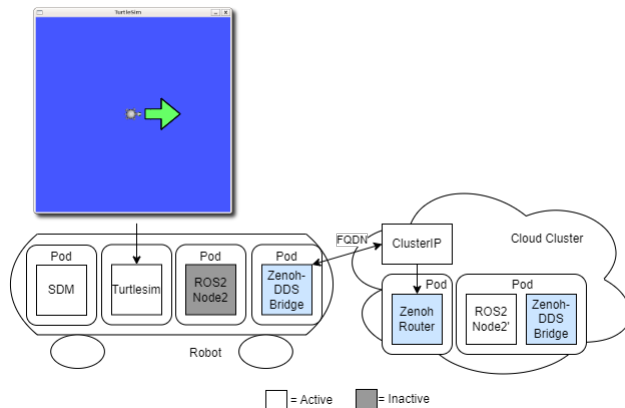 TurtleSim
FQDN
ClusterIP
Cloud Cluster
Pod
SDM
Pod
Turtlesim
Pod
ROS2
Node2
Pod
Zenoh-
DDS
Bridge
Pod
Zenoh
Router
Pod
ROS2
Node2'
Zenoh-
DDS
Bridge
Robot
= Active
= Inactive